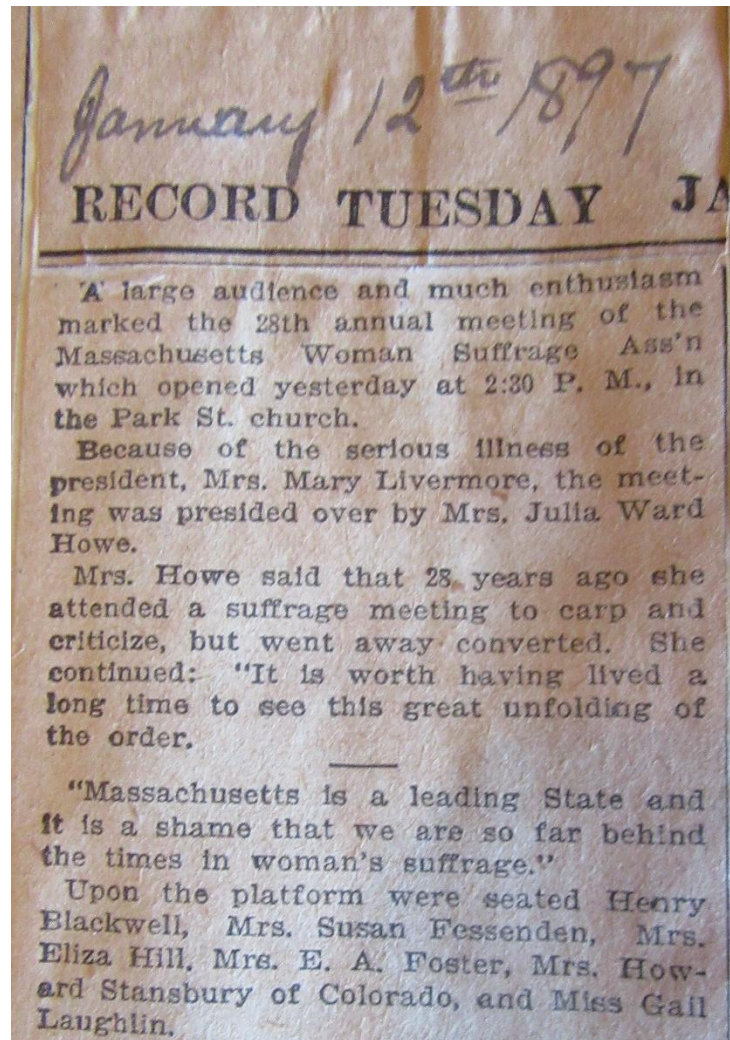 January 12th 1897
RECORD TUESDAY JA
A large audience and much enthusiasm
marked the 28th annual meeting of the
Massachusetts Woman Suffrage Ass'n
which opened yesterday at 2:30 P. M., in
the Park St. church.
Because of the serious illness of the
president, Mrs. Mary Livermore, the meet-
ing was presided over by Mrs. Julia Ward
Howe.
Mrs. Howe said that 28 years ago she
attended a suffrage meeting to carp and
criticize, but went away converted. She
continued: "It is worth having lived a
long time to see this great unfolding of
the order.
"Massachusetts is a leading State and
it is a shame that we are so far behind
the times in woman's suffrage."
Upon the platform were seated Henry
Blackwell, Mrs. Susan Fessenden, Mrs.
Eliza Hill, Mrs. E. A. Foster, Mrs. How-
ard Stansbury of Colorado, and Miss Gail
Laughlin.